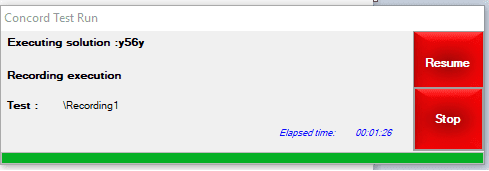 Concord Test Run
Executing solution :y56y
Resume
Recording execution
Test : \Recording1
Stop
Elapsed time: 00:01:26